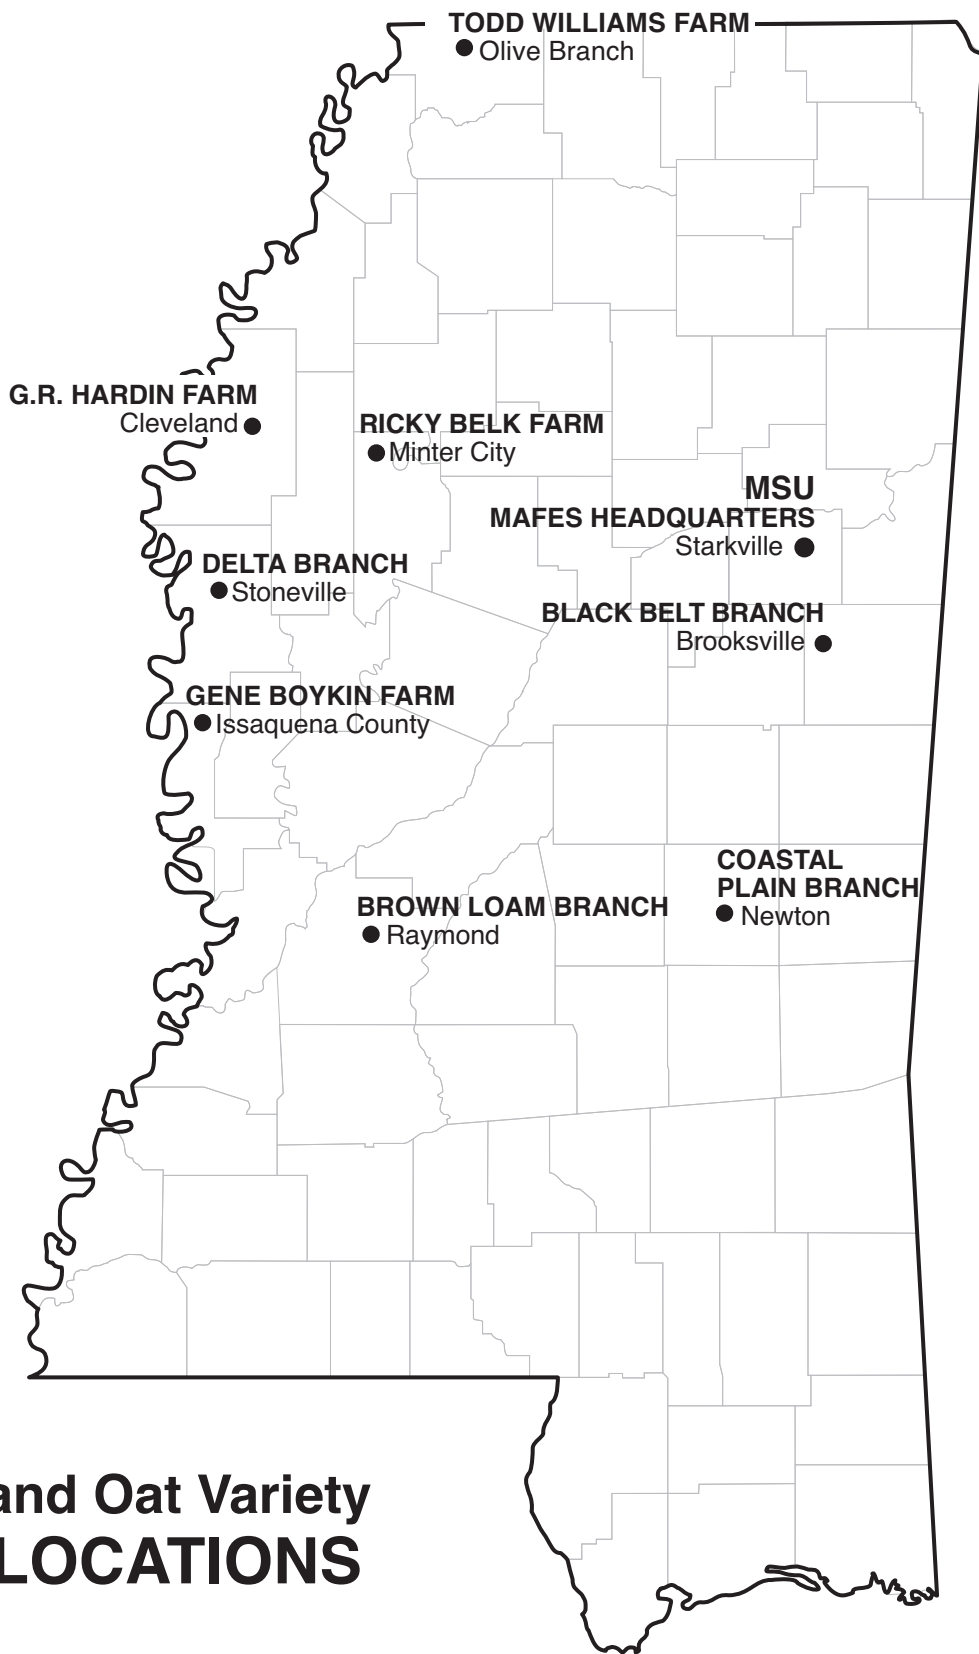 TODD WILLIAMS FARM
Olive Branch
G.R. HARDIN FARM
Cleveland
RICKY BELK FARM
Minter City
MSU
MAFES HEADQUARTERS
Starkville
DELTA BRANCH
Stoneville
BLACK BELT BRANCH
Brooksville
GENE BOYKIN FARM
Issaquena County
COASTAL
PLAIN BRANCH
Newton
BROWN LOAM BRANCH
Raymond
and Oat Variety
LOCATIONS